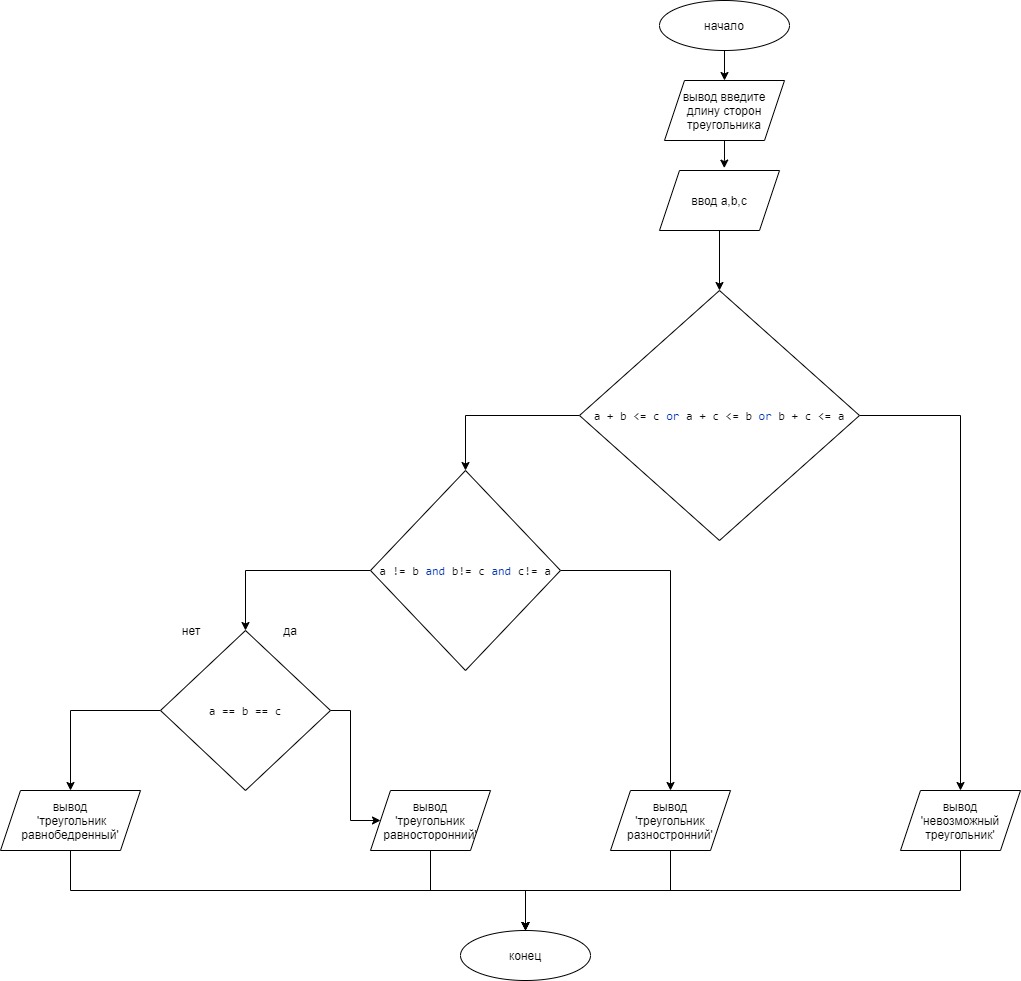 начало
вывод введите
длину сторон
треугольника
ввод a,b,c
a + b <= c or a + c <= b or b + c <= a
a != b and b!= c and c!= a
нет
да
a == b == c
вывод
'треугольник
равнобедренный'
вывод
'треугольник
равносторонний'
вывод
'треугольник
разностронний'
вывод
'невозможный
треугольник'
конец